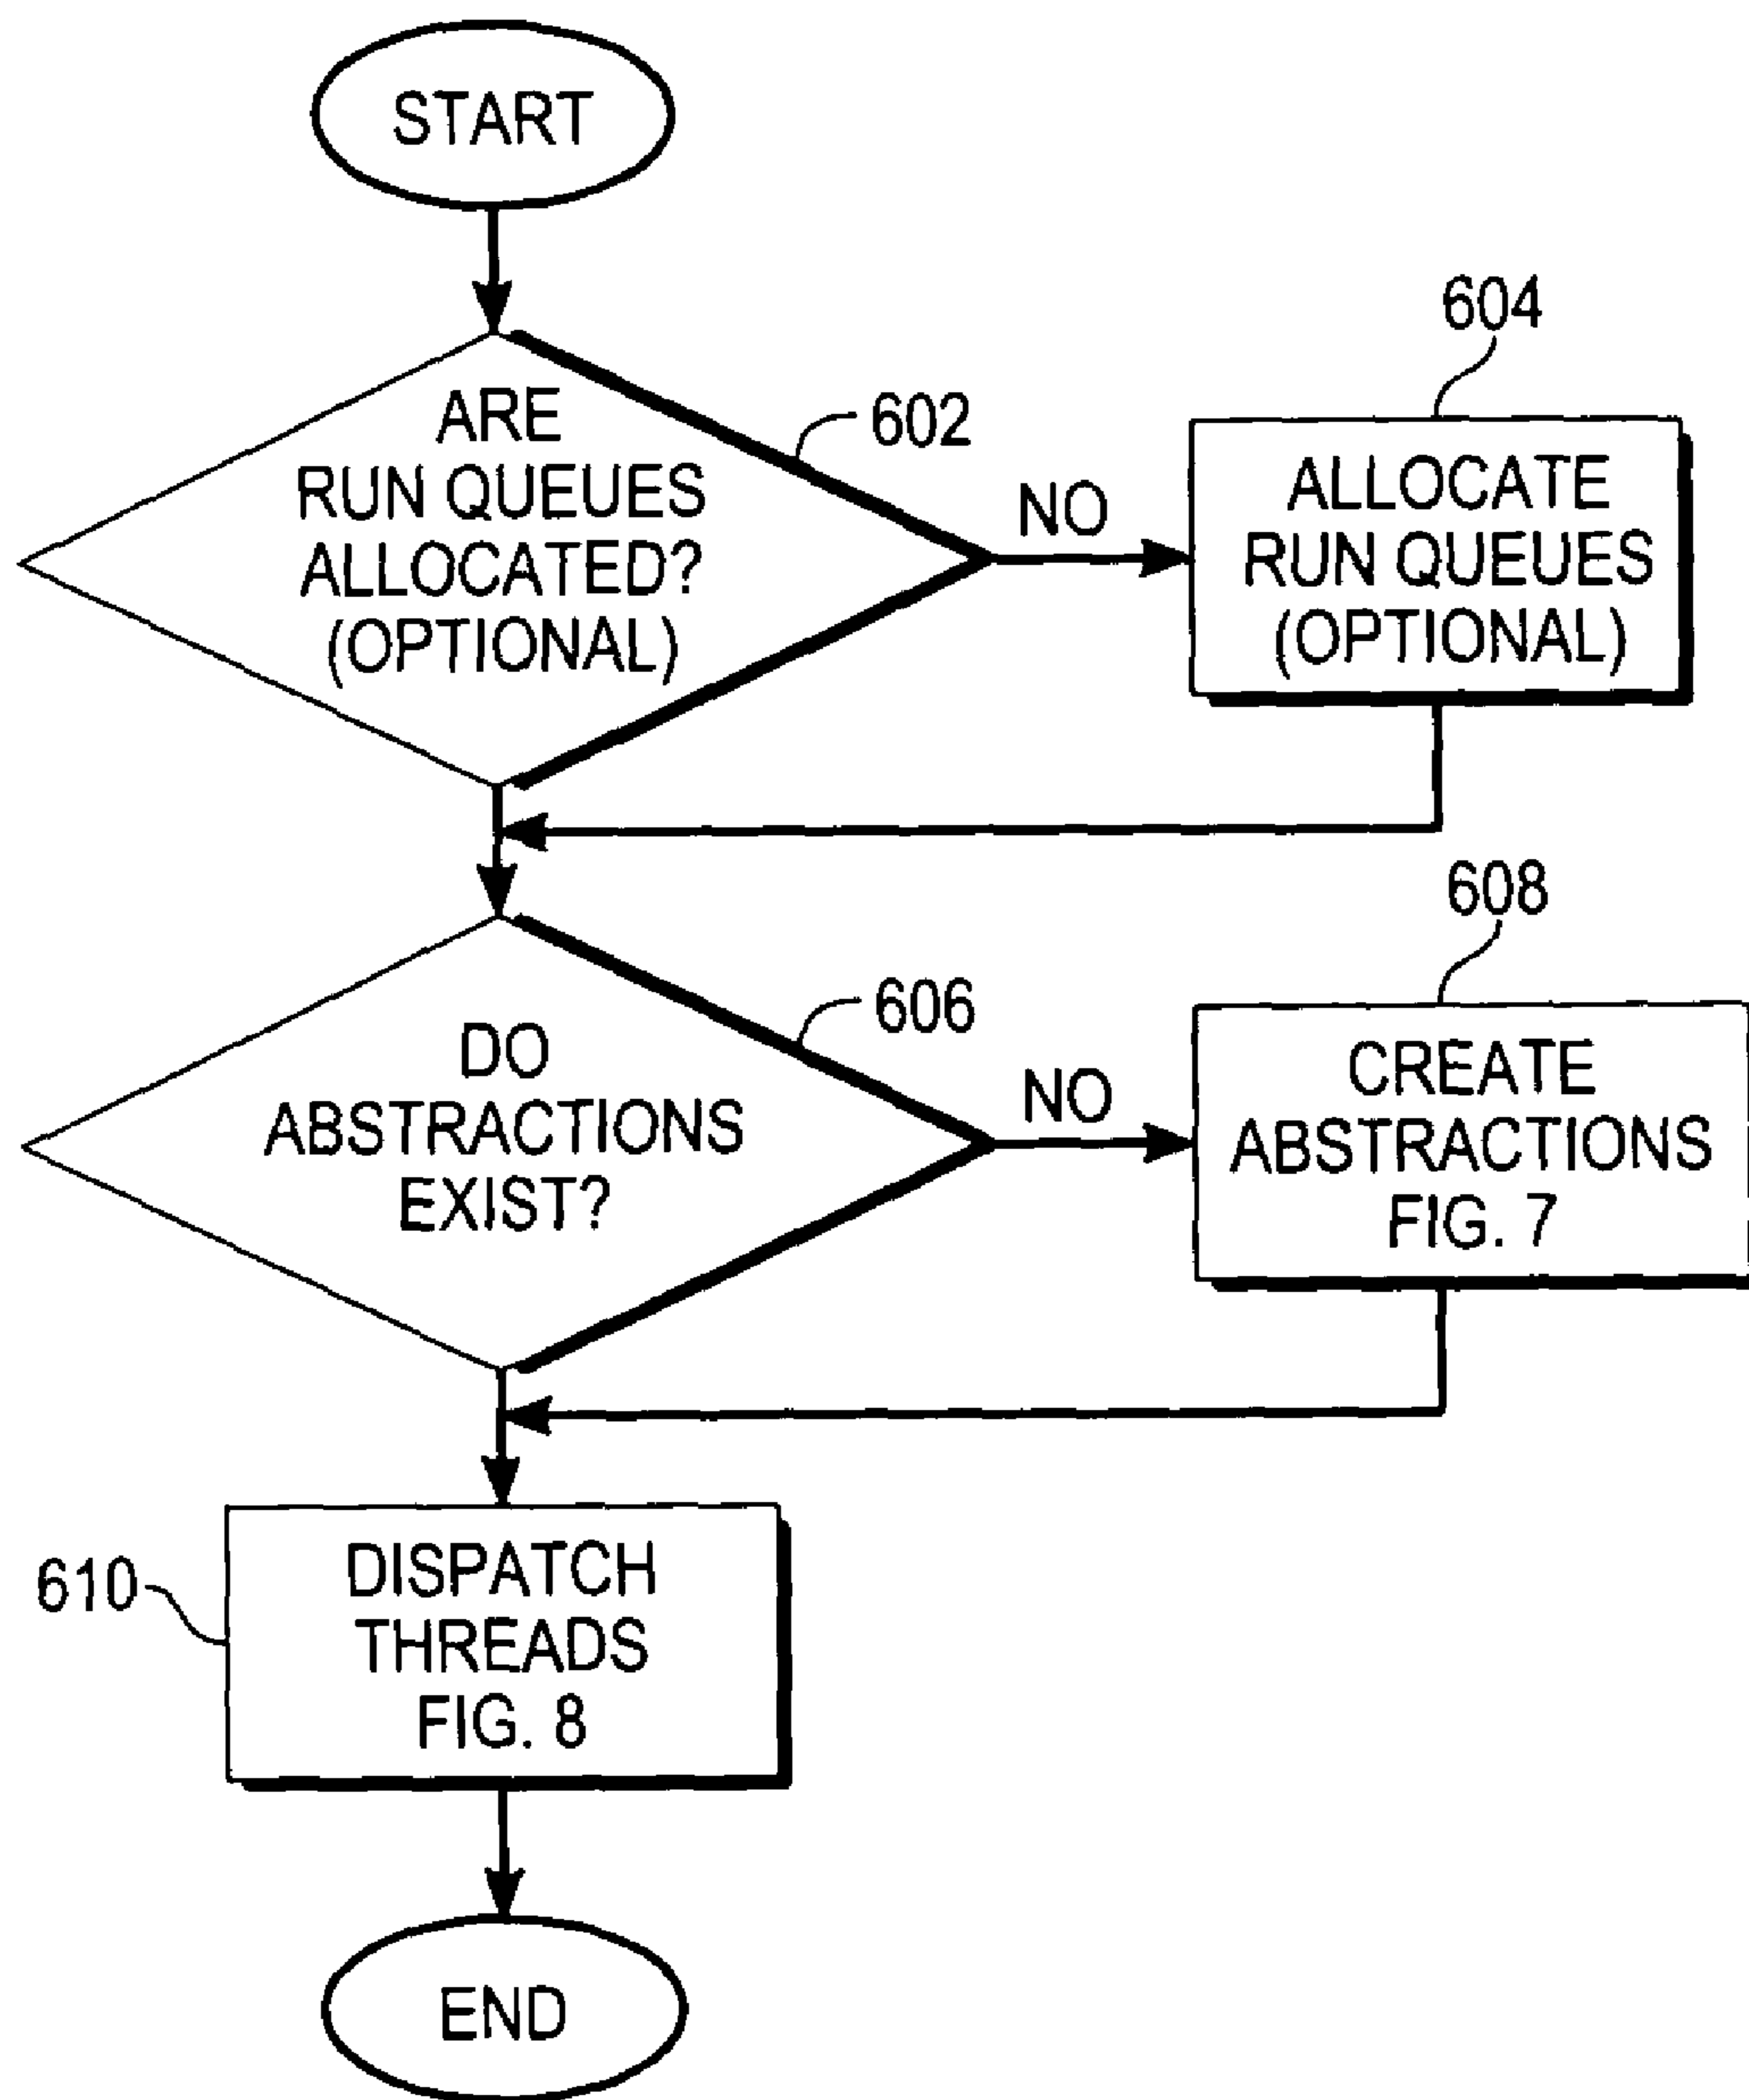 START
ARE
RUN QUEUES
ALLOCATED?
(OPTIONAL)
602
NO
604
ALLOCATE
RUN QUEUES
(OPTIONAL)
DO
ABSTRACTIONS
EXIST?
606
NO
608
CREATE
ABSTRACTIONS
FIG. 7
610
DISPATCH
THREADS
FIG. 8
END